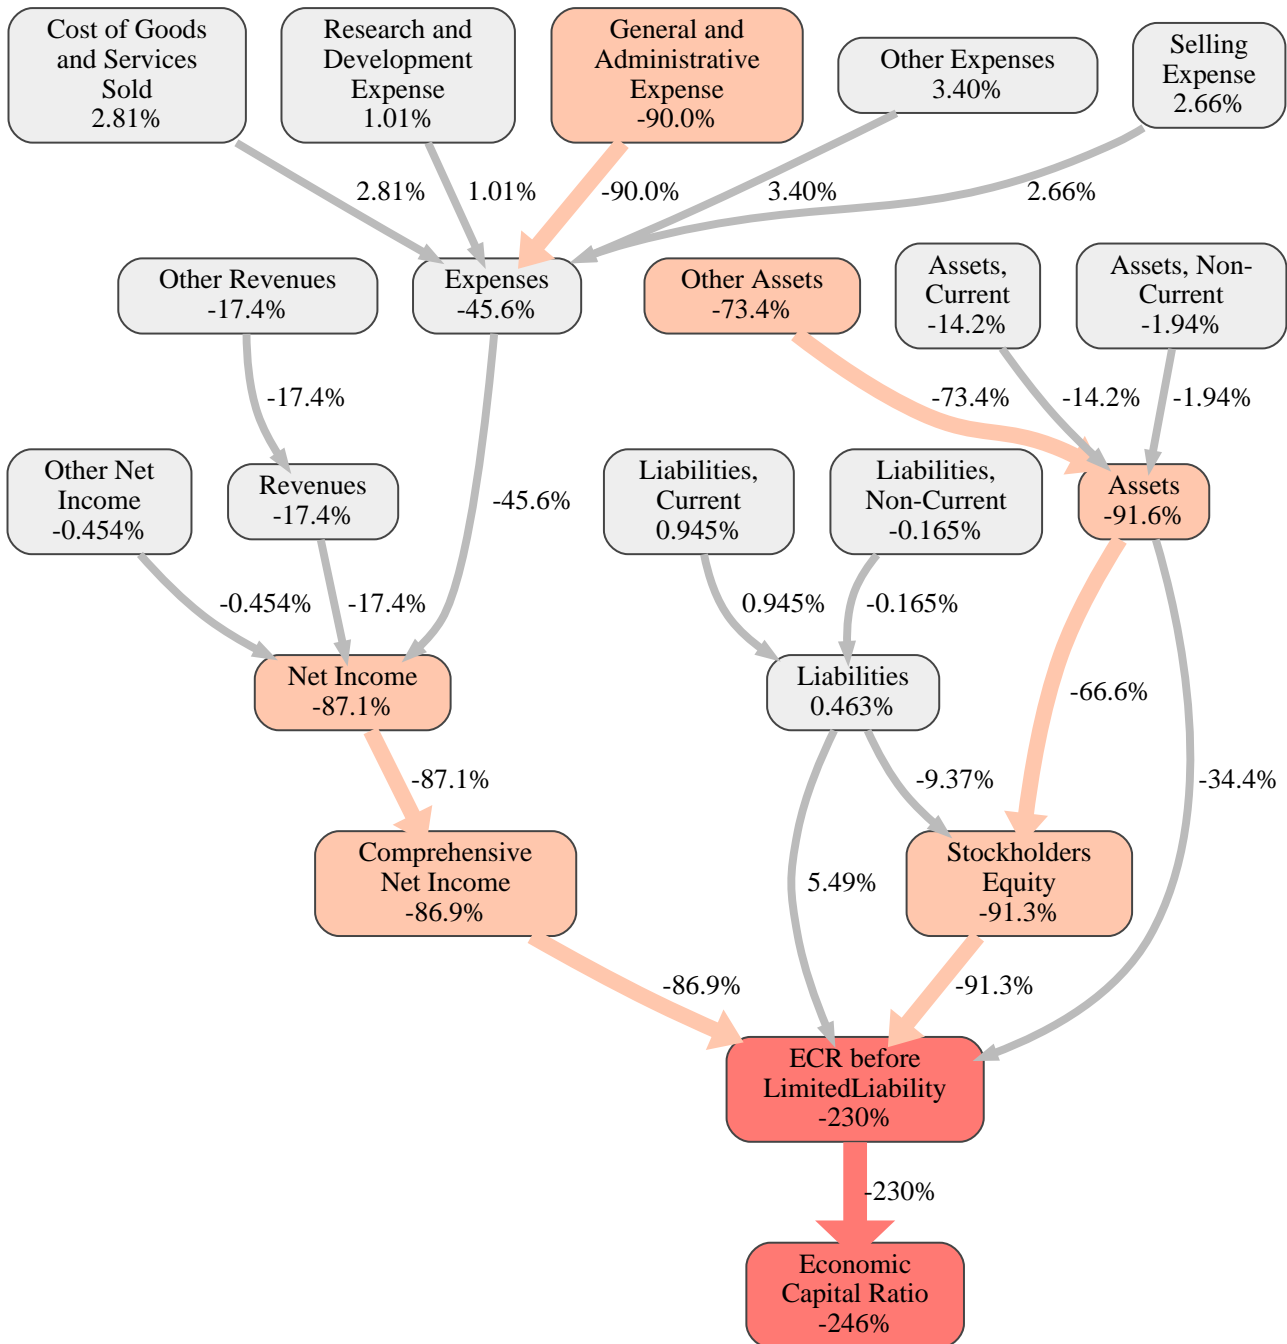 Cost of Goods
and Services
Sold
2.81%
Research and
Development
Expense
1.01%
General and
Administrative
Expense
-90.0%
Other Expenses
3.40%
Selling
Expense
2.66%
2.81%
1.01%
-90.0%
3.40%
2.66%
Other Revenues
-17.4%
Expenses
-45.6%
Other Assets
-73.4%
Assets,
Current
-14.2%
Assets, Non-
Current
-1.94%
-17.4%
-73.4%
-14.2%
-1.94%
Other Net
Income
-0.454%
Revenues
-17.4%
-45.6%
Liabilities,
Current
0.945%
Liabilities,
Non-Current
-0.165%
Assets
-91.6%
-0.454%
-17.4%
0.945%
-0.165%
Net Income
-87.1%
Liabilities
0.463%
-66.6%
-87.1%
-9.37%
-34.4%
Comprehensive
Net Income
-86.9%
5.49%
Stockholders
Equity
-91.3%
-86.9%
-91.3%
ECR before
LimitedLiability
-230%
-230%
Economic
Capital Ratio
-246%